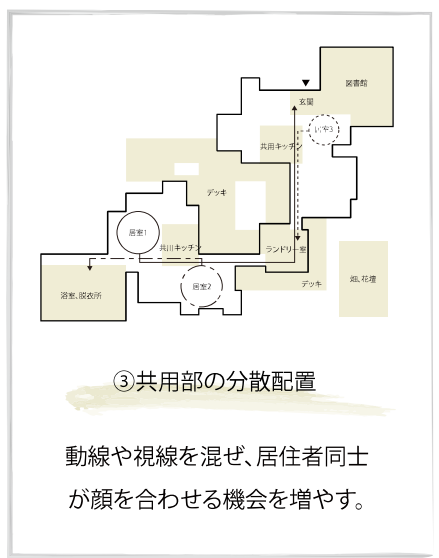 図書館
玄関
居室3
共用キッチン
デッキ
居室1
共用キッチン
ランドリー室
居室2
デッキ
畑、花壇
浴室、脱衣所
③共用部の分散配置
動線や視線を混ぜ、居住者同士
が顔を合わせる機会を増やす。